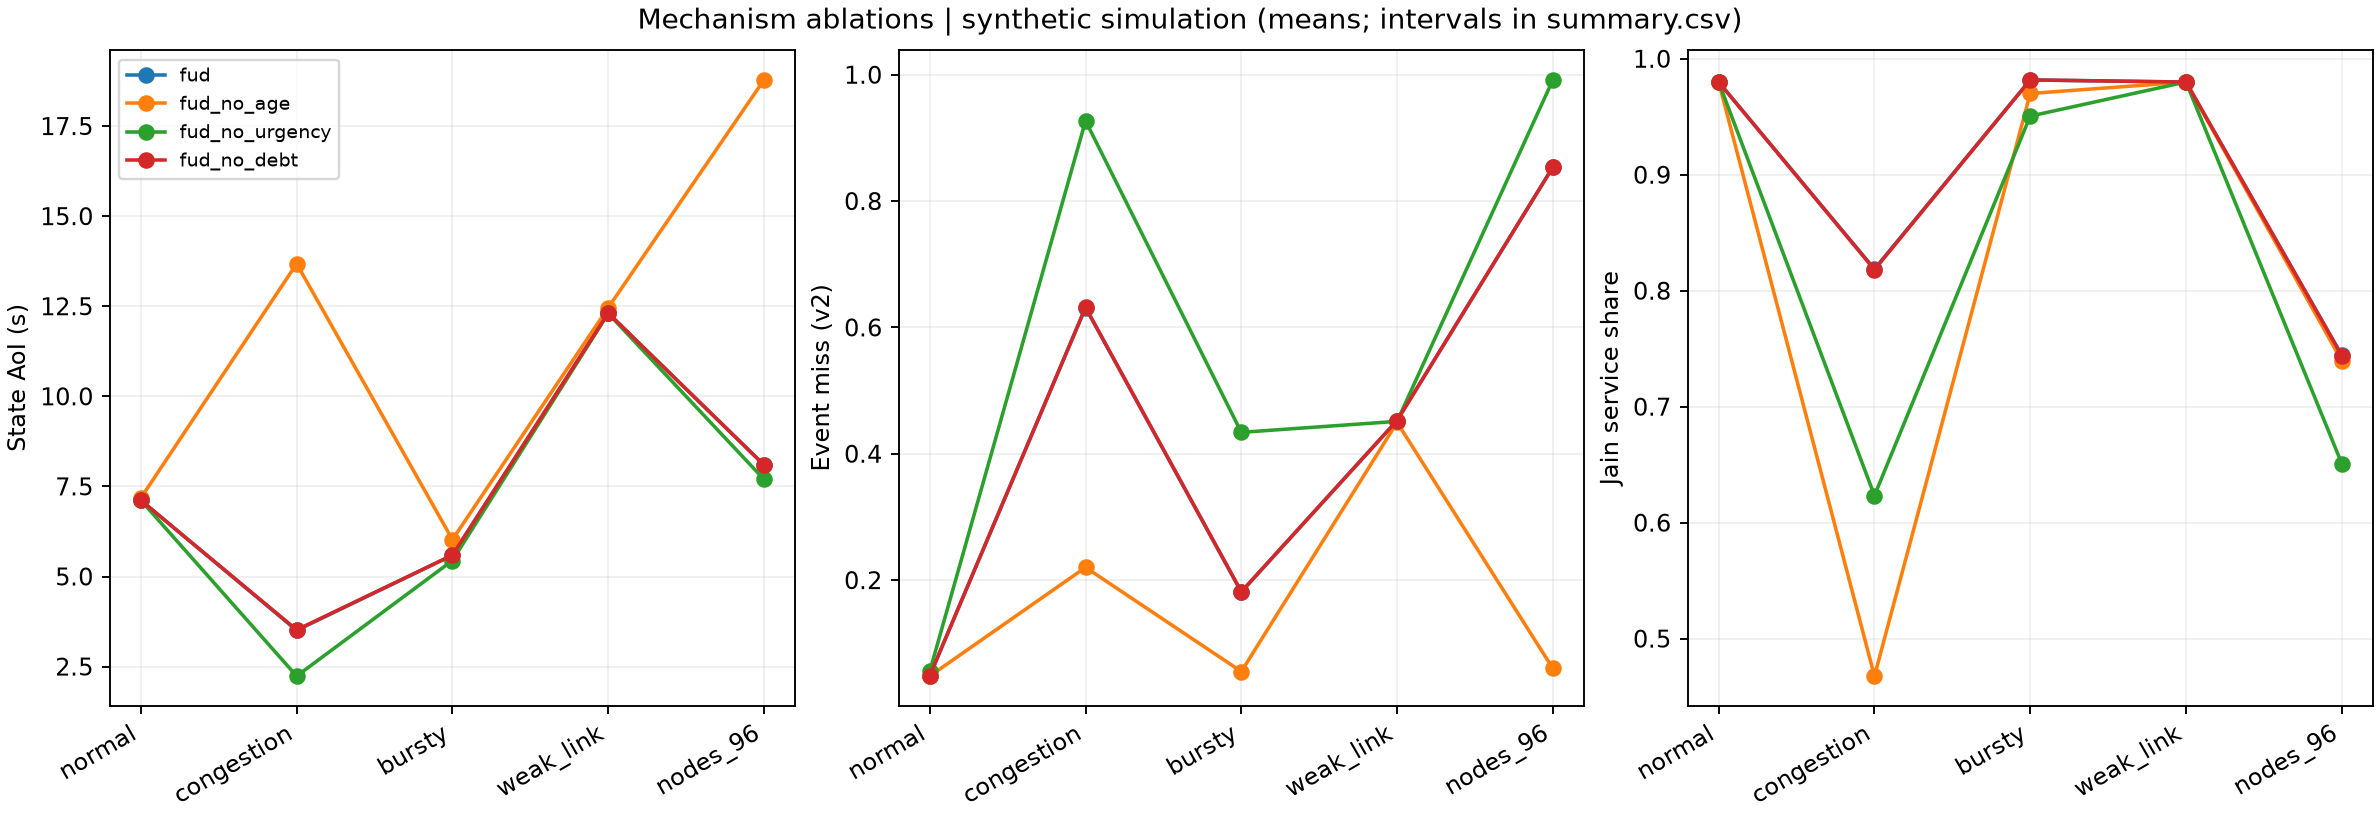 Mechanism ablations | synthetic simulation (means; intervals in summary.csv)
State AoI (s)
17.5
15.0
12.5
10.0
7.5
5.0
2.5
fud
fud_no_age
fud_no_urgency
fud_no_debt
normal
congestion
bursty
weak_link
nodes_96
Event miss (v2)
1.0
0.8
0.6
0.4
0.2
normal
congestion
bursty
weak_link
nodes_96
Jain service share
1.0
0.9
0.8
0.7
0.6
0.5
normal
congestion
bursty
weak_link
nodes_96